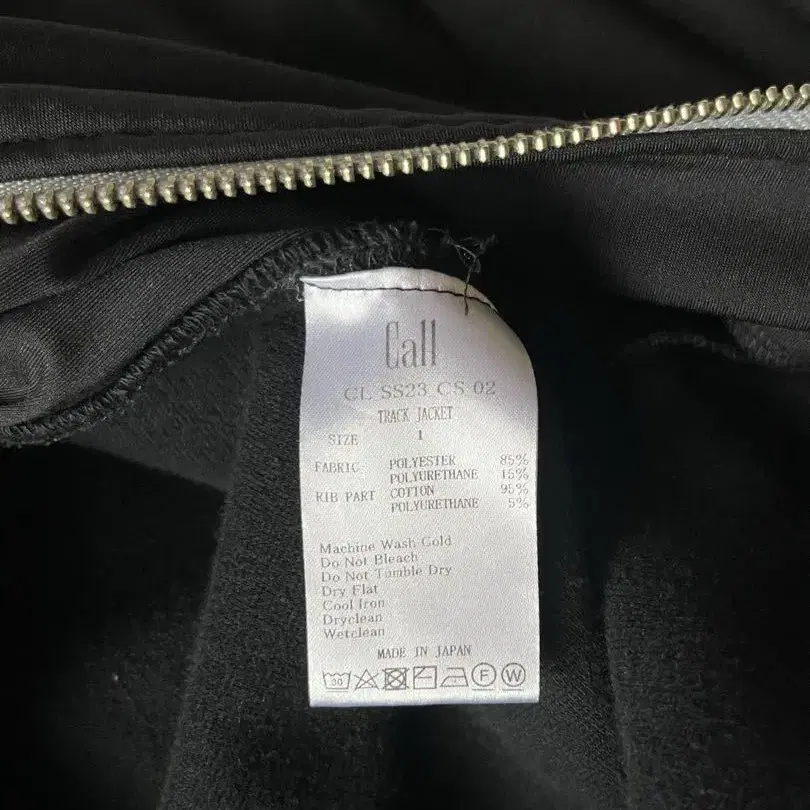 Call
CL SS23 CS 02
TRACK JACKET
SIZE 1
FABRIC POLYESTER 85%
POLYURETHANE 15%
RIB PART COTTON 95%
POLYURETHANE 5%
Machine Wash Cold
Do Not Bleach
Do Not Tumble Dry
Dry Flat
Cool Iron
Dryclean
Wetclean
MADE IN JAPAN
30 F W